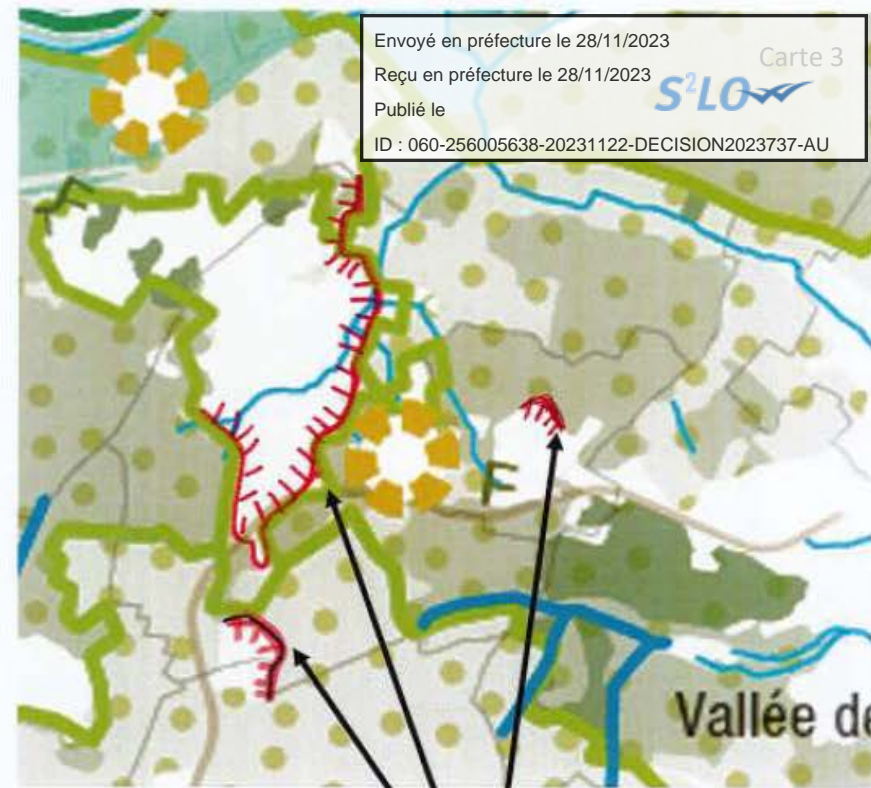 Envoyé en préfecture le 28/11/2023
Carte 3
Reçu en préfecture le 28/11/2023
S²LO
Publié le
ID : 060-256005638-20231122-DECISION2023737-AU
F
F
Vallée de